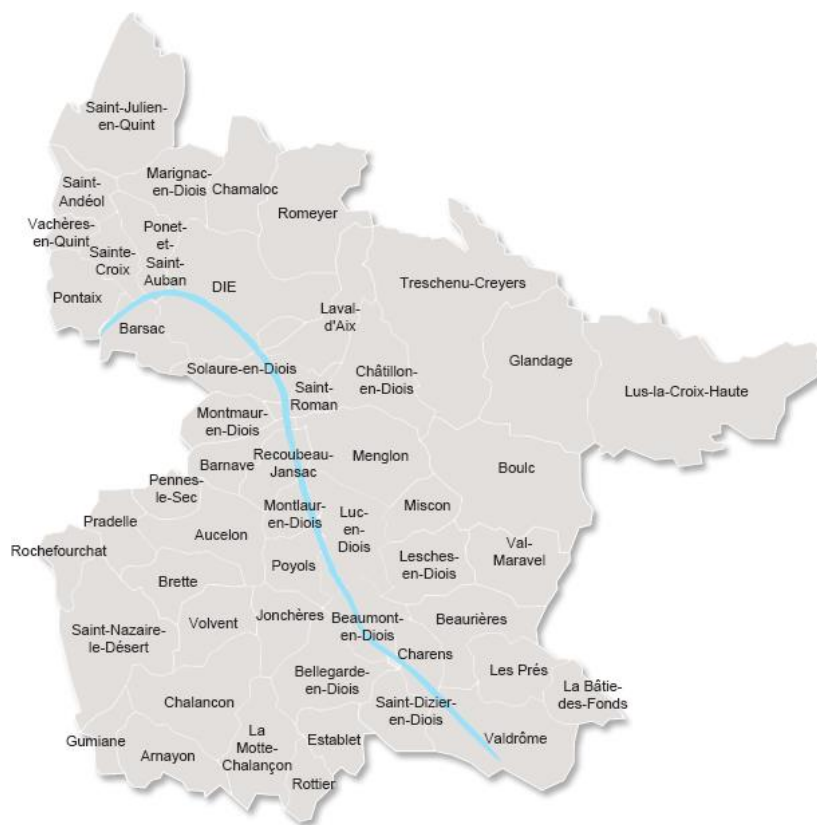 Saint-Julien-
en-Quint
Saint-
Andéol
Marignac-
en-Diois
Chamaloc
Romeyer
Vachères-
en-Quint
Sainte-
Croix
Ponet-
et-
Saint-
Auban
Pontaix
DIE
Treschenu-Creyers
Barsac
Laval-
d'Aix
Glandage
Lus-la-Croix-Haute
Solaure-en-Diois
Saint-
Roman
Châtillon-
en-Diois
Montmaur-
en-Diois
Barnave
Recoubeau-
Jansac
Menglon
Boulc
Pennes-
le-Sec
Pradelle
Aucelon
Montlaur-
en-Diois
Luc-
en-
Diois
Miscon
Rochefourchat
Brette
Poyols
Lesches-
en-Diois
Val-
Maravel
Saint-Nazaire-
le-Désert
Volvent
Jonchères
Beaumont-
en-Diois
Beaurières
Charens
Les Prés
La Bâtie-
des-Fonds
Bellegarde-
en-Diois
Chalancon
Saint-Dizier-
en-Diois
Valdrôme
Gumiane
Arnayon
La
Motte-
Chalançon
Establet
Rottier